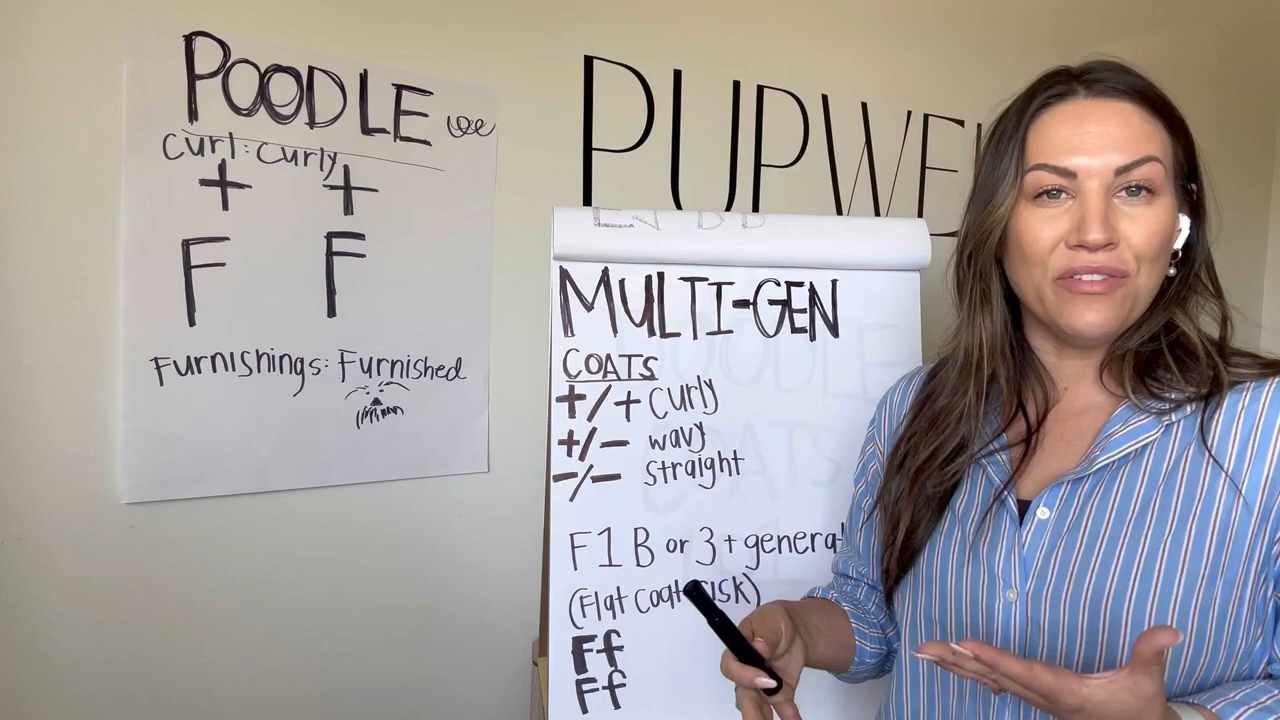 POODLE
Curl: Curly
+ +
F F
Furnishings: Furnished
PUPWE
MULTI-GEN
COATS
+/+ Curly
+/- wavy
-/- straight
F1B or 3+ genera
(Flat coat risk)
Ff
Ff